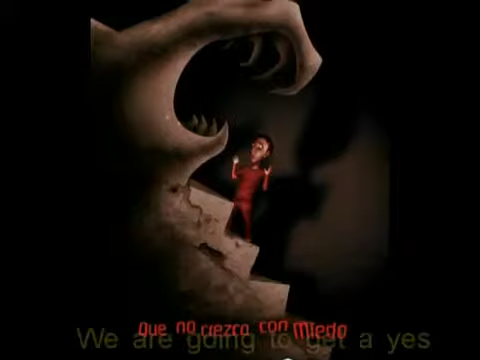 Que no crezca con miedo
We are going to get a yes